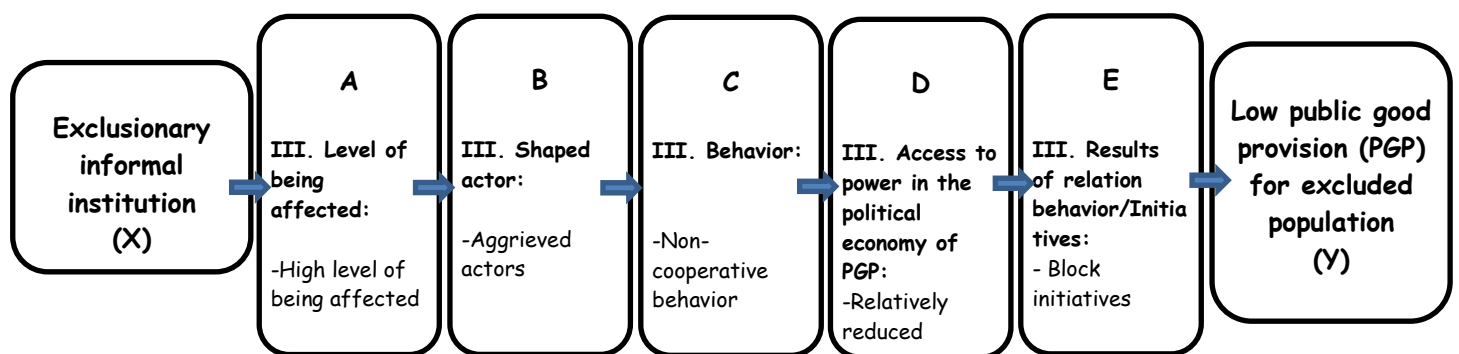 Exclusionary
informal
institution
(X)
A
III. Level of
being
affected:
-High level of
being affected
B
III. Shaped
actor:
-Aggrieved
actors
C
III. Behavior:
-Non-
cooperative
behavior
D
III. Access to
power in the
political
economy of
PGP:
-Relatively
reduced
E
III. Results
of relation
behavior/Initia
tives:
- Block
initiatives
Low public good
provision (PGP)
for excluded
population
(Y)